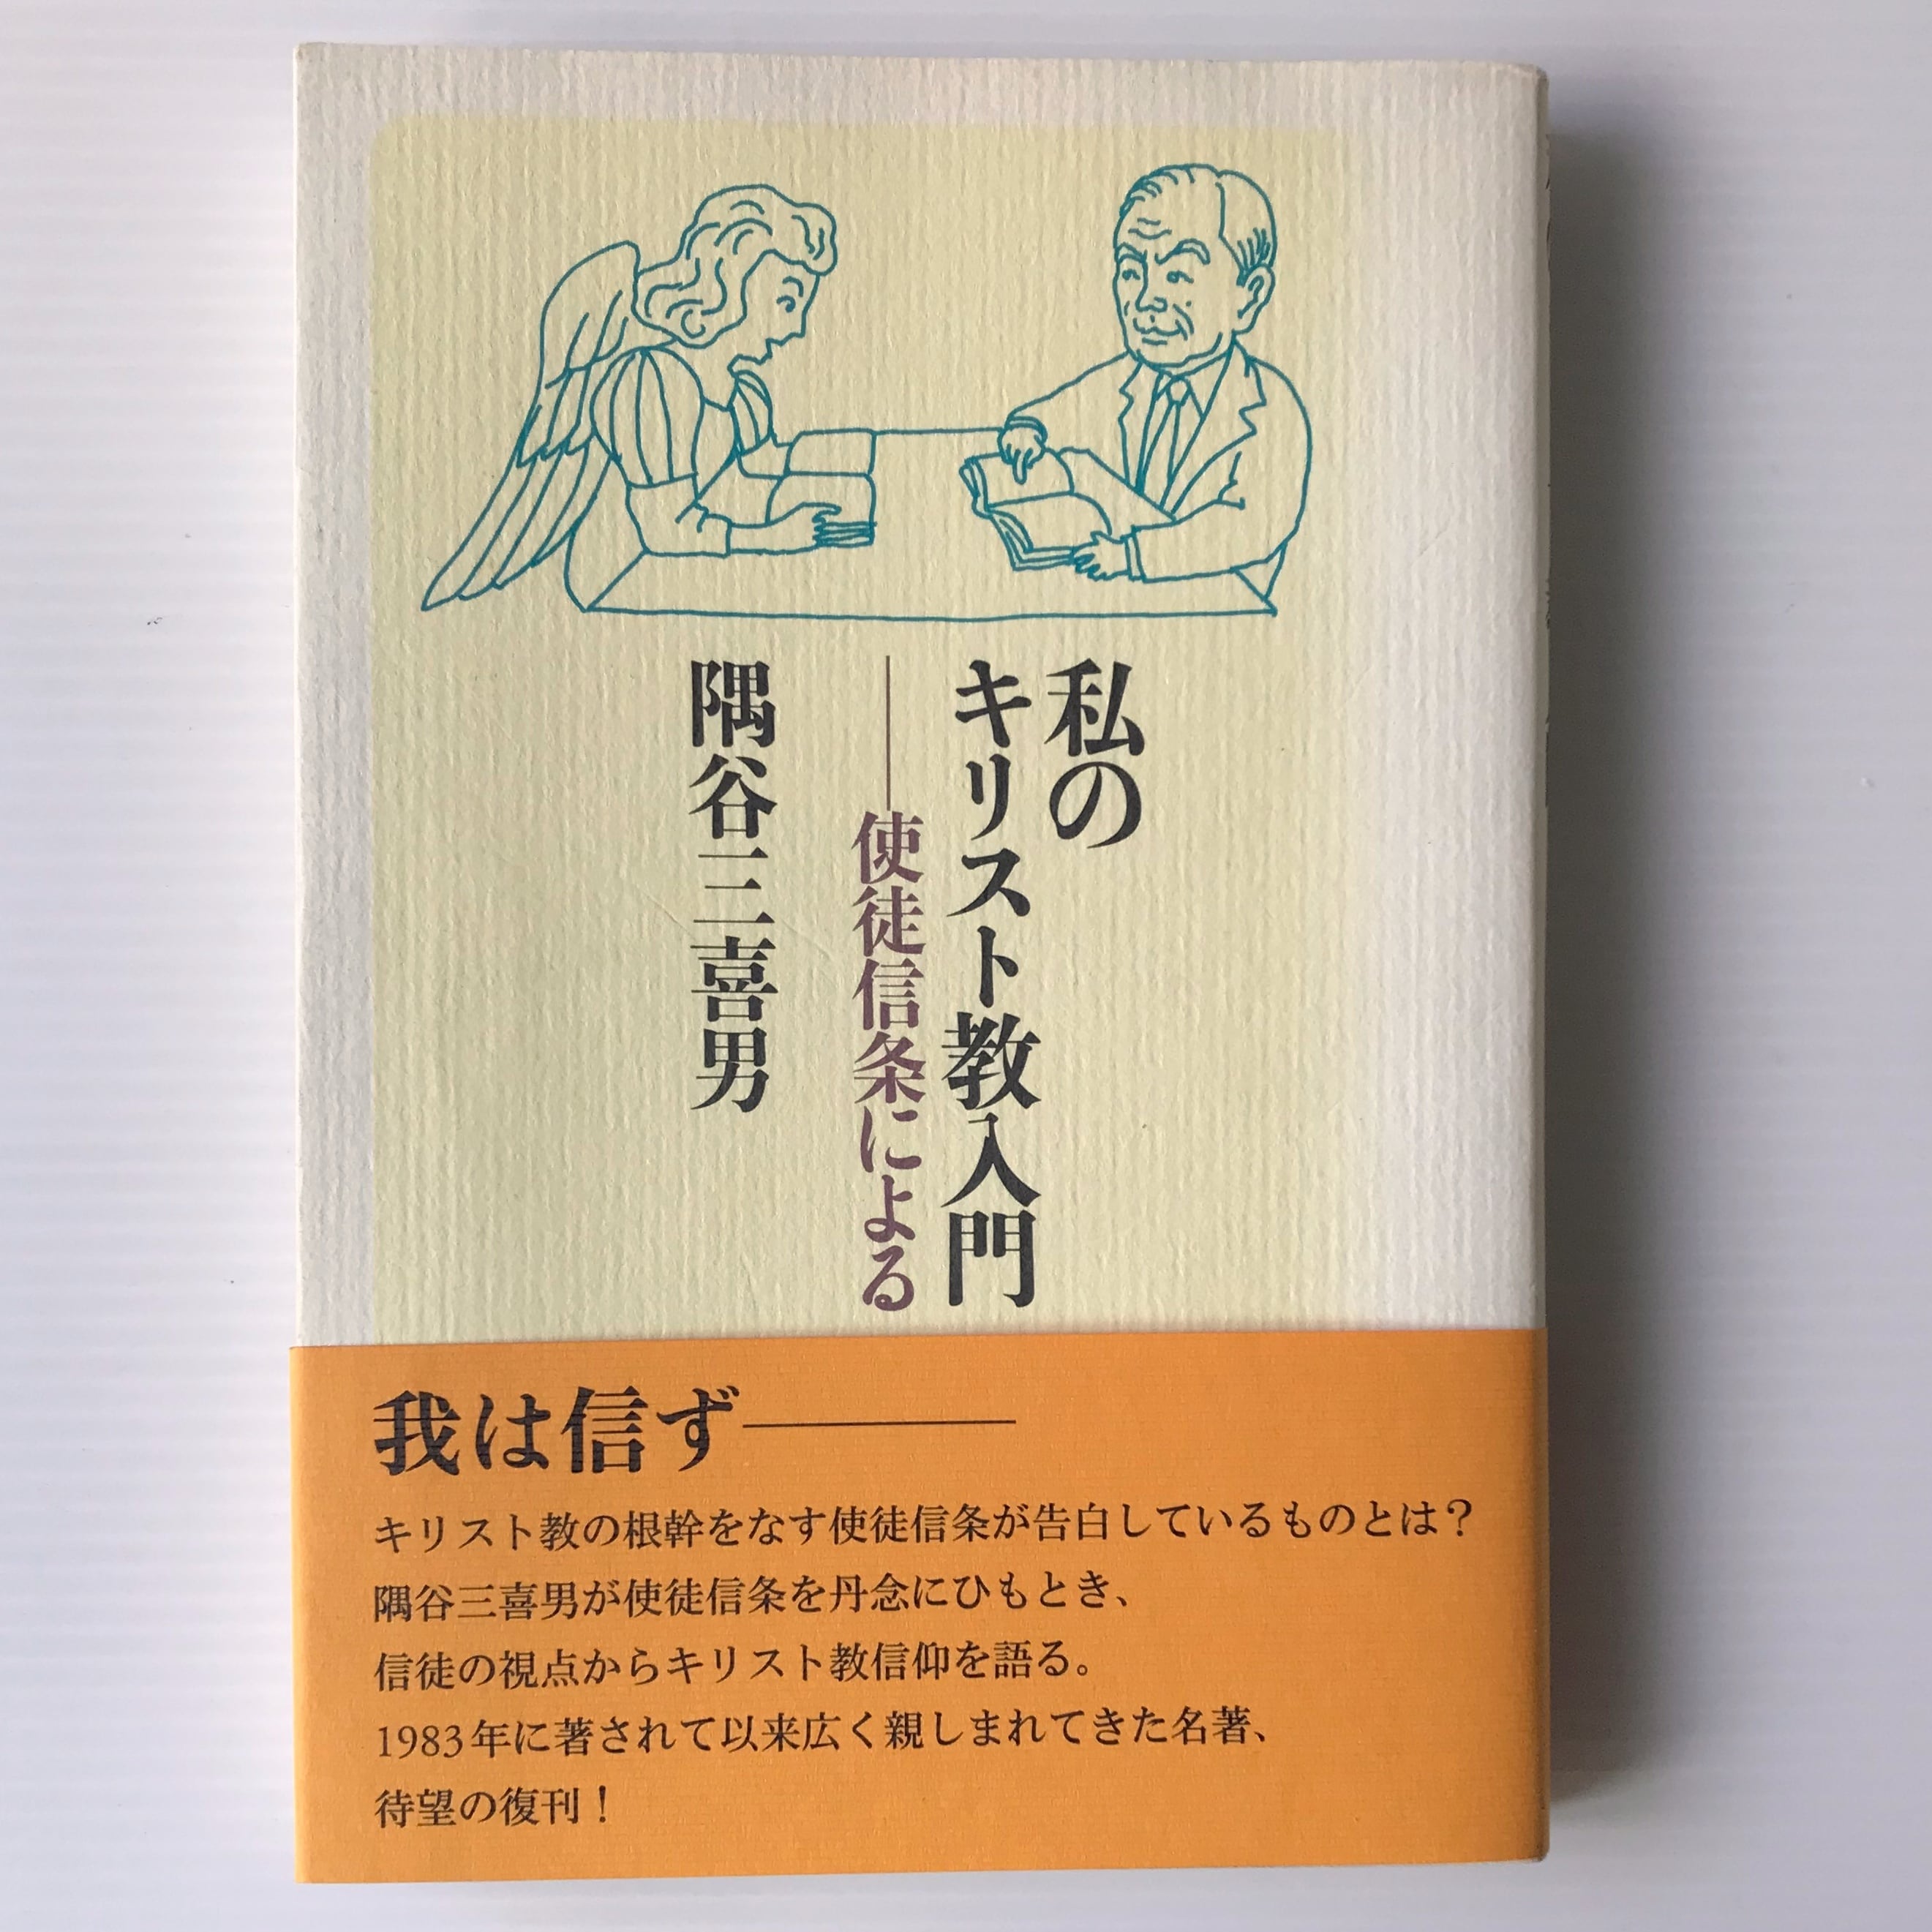 私の
キリスト教入門
――使徒信条による
隅谷三喜男
我は信ず――
キリスト教の根幹をなす使徒信条が告白しているものとは？
隅谷三喜男が使徒信条を丹念にひもとき、
信徒の視点からキリスト教信仰を語る。
1983年に著されて以来広く親しまれてきた名著、
待望の復刊！